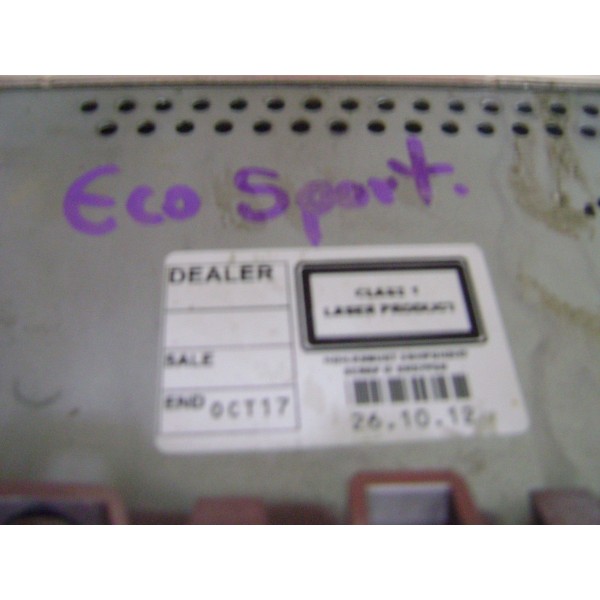 Eco Sport.
DEALER
CLASS 1
LASER PRODUCT
SALE
END OCT17
26.10.12